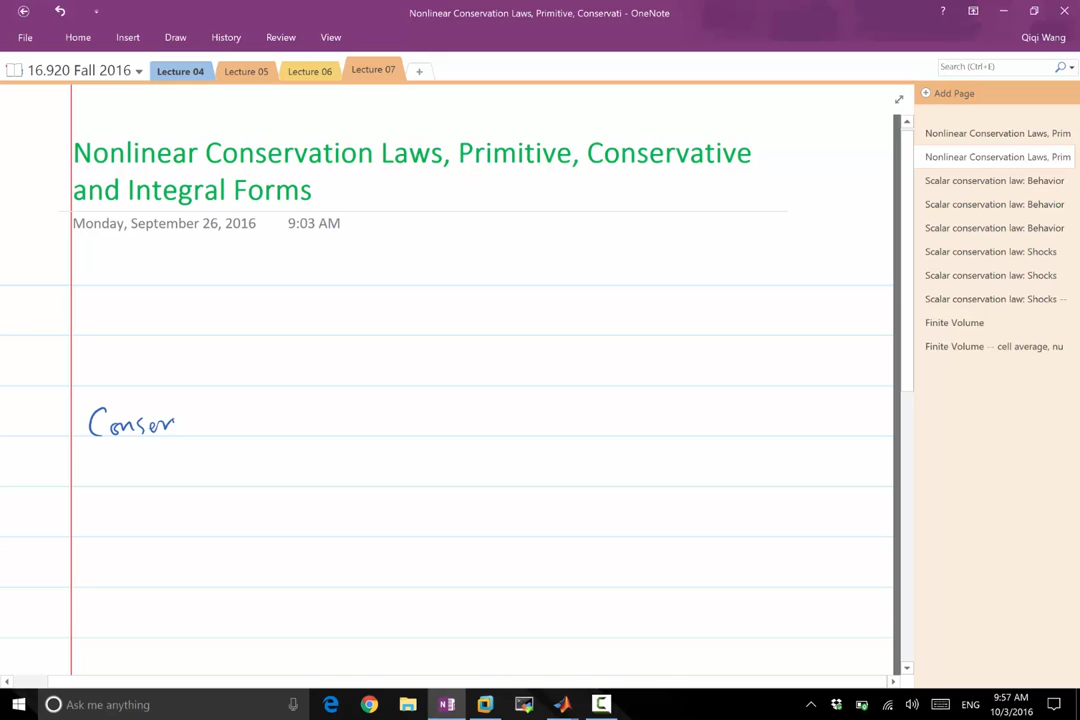 Nonlinear Conservation Laws, Primitive, Conservati - OneNote
?
File
Home
Insert
Draw
History
Review
View
Qiqi Wang
16.920 Fall 2016
Lecture 04
Lecture 05
Lecture 06
Lecture 07
+
Search (Ctrl+E)
Add Page
Nonlinear Conservation Laws, Primitive, Conservative
and Integral Forms
Monday, September 26, 2016 9:03 AM
Conser
Nonlinear Conservation Laws, Prim
Nonlinear Conservation Laws, Prim
Scalar conservation law: Behavior
Scalar conservation law: Behavior
Scalar conservation law: Behavior
Scalar conservation law: Shocks
Scalar conservation law: Shocks
Scalar conservation law: Shocks --
Finite Volume
Finite Volume -- cell average, nu
Ask me anything
ENG
9:57 AM
10/3/2016